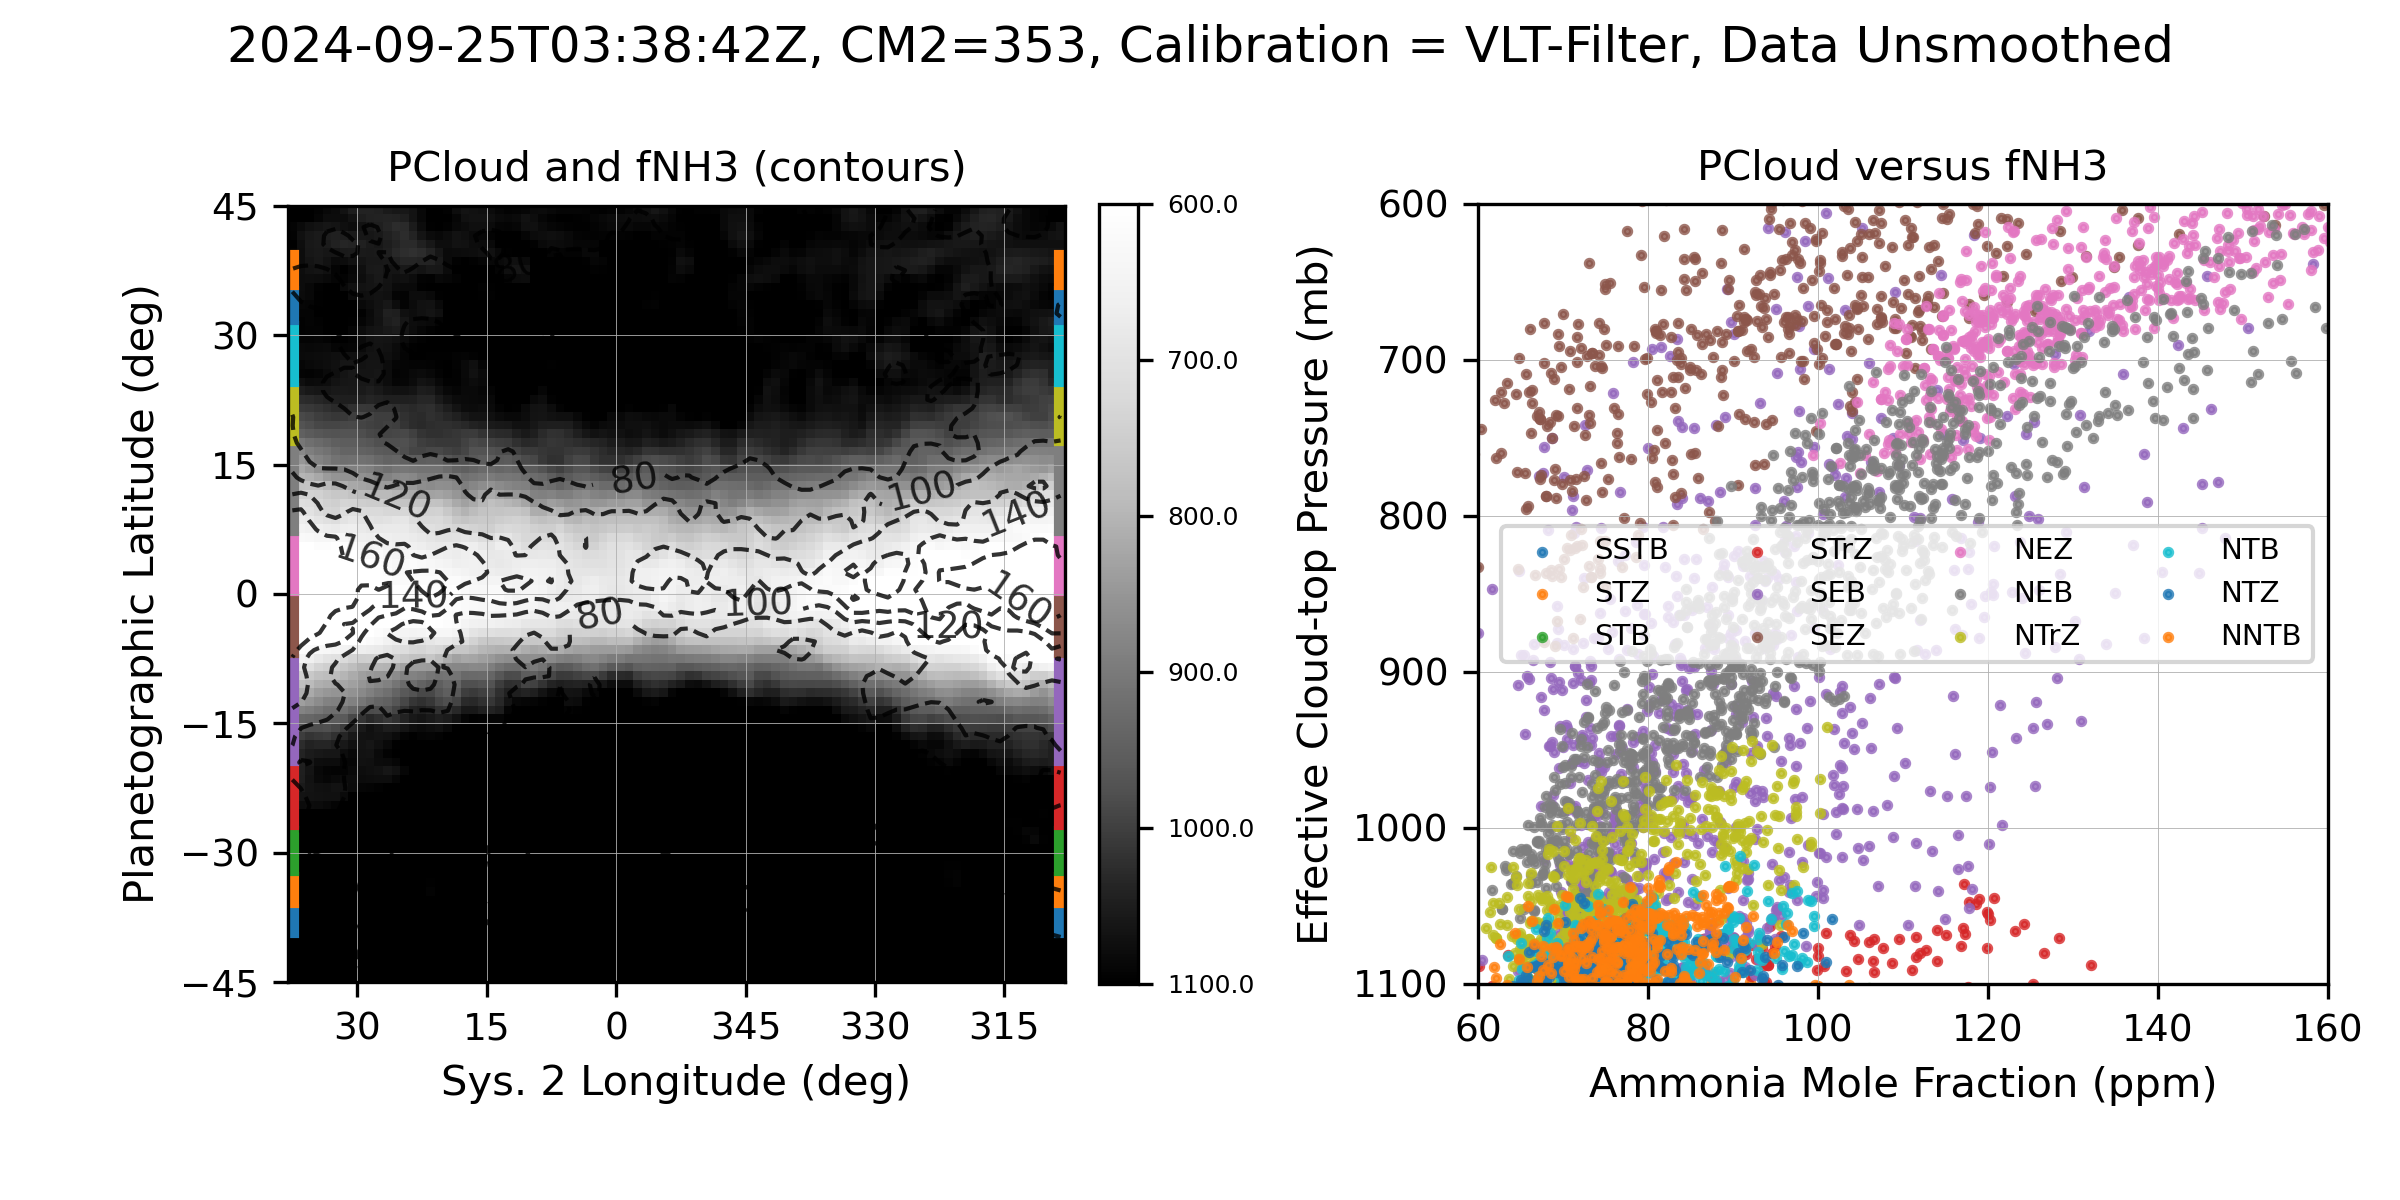 2024-09-25T03:38:42Z, CM2=353, Calibration = VLT-Filter, Data Unsmoothed
PCloud and fNH3 (contours)
Planetographic Latitude (deg)
45
30
15
0
−15
−30
−45
30
15
0
345
330
315
Sys. 2 Longitude (deg)
80
80
120
100
140
160
140
80
100
160
120
0
600.0
700.0
800.0
900.0
1000.0
1100.0
PCloud versus fNH3
Effective Cloud-top Pressure (mb)
600
700
800
900
1000
1100
60
80
100
120
140
160
Ammonia Mole Fraction (ppm)
SSTB
STZ
STB
STrZ
SEB
SEZ
NEZ
NEB
NTrZ
NTB
NTZ
NNTB